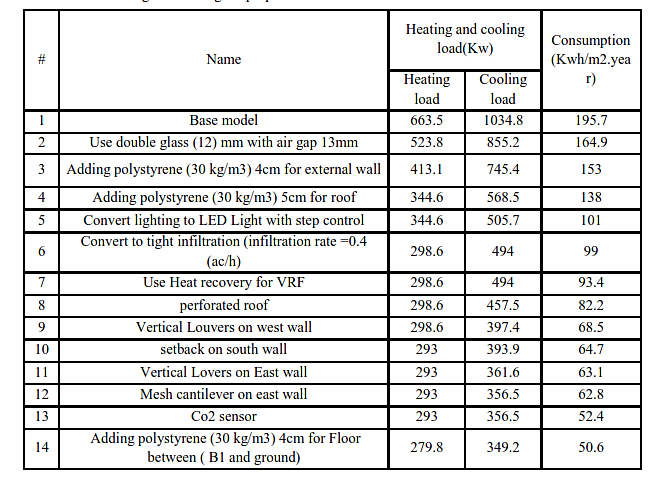 # Name Heating and cooling load(Kw) Consumption (Kwh/m2.year)
Heating load Cooling load
1 Base model 663.5 1034.8 195.7
2 Use double glass (12) mm with air gap 13mm 523.8 855.2 164.9
3 Adding polystyrene (30 kg/m3) 4cm for external wall 413.1 745.4 153
4 Adding polystyrene (30 kg/m3) 5cm for roof 344.6 568.5 138
5 Convert lighting to LED Light with step control 344.6 505.7 101
6 Convert to tight infiltration (infiltration rate =0.4 (ac/h) 298.6 494 99
7 Use Heat recovery for VRF 298.6 494 93.4
8 perforated roof 298.6 457.5 82.2
9 Vertical Louvers on west wall 298.6 397.4 68.5
10 setback on south wall 293 393.9 64.7
11 Vertical Lovers on East wall 293 361.6 63.1
12 Mesh cantilever on east wall 293 356.5 62.8
13 Co2 sensor 293 356.5 52.4
14 Adding polystyrene (30 kg/m3) 4cm for Floor between ( B1 and ground) 279.8 349.2 50.6